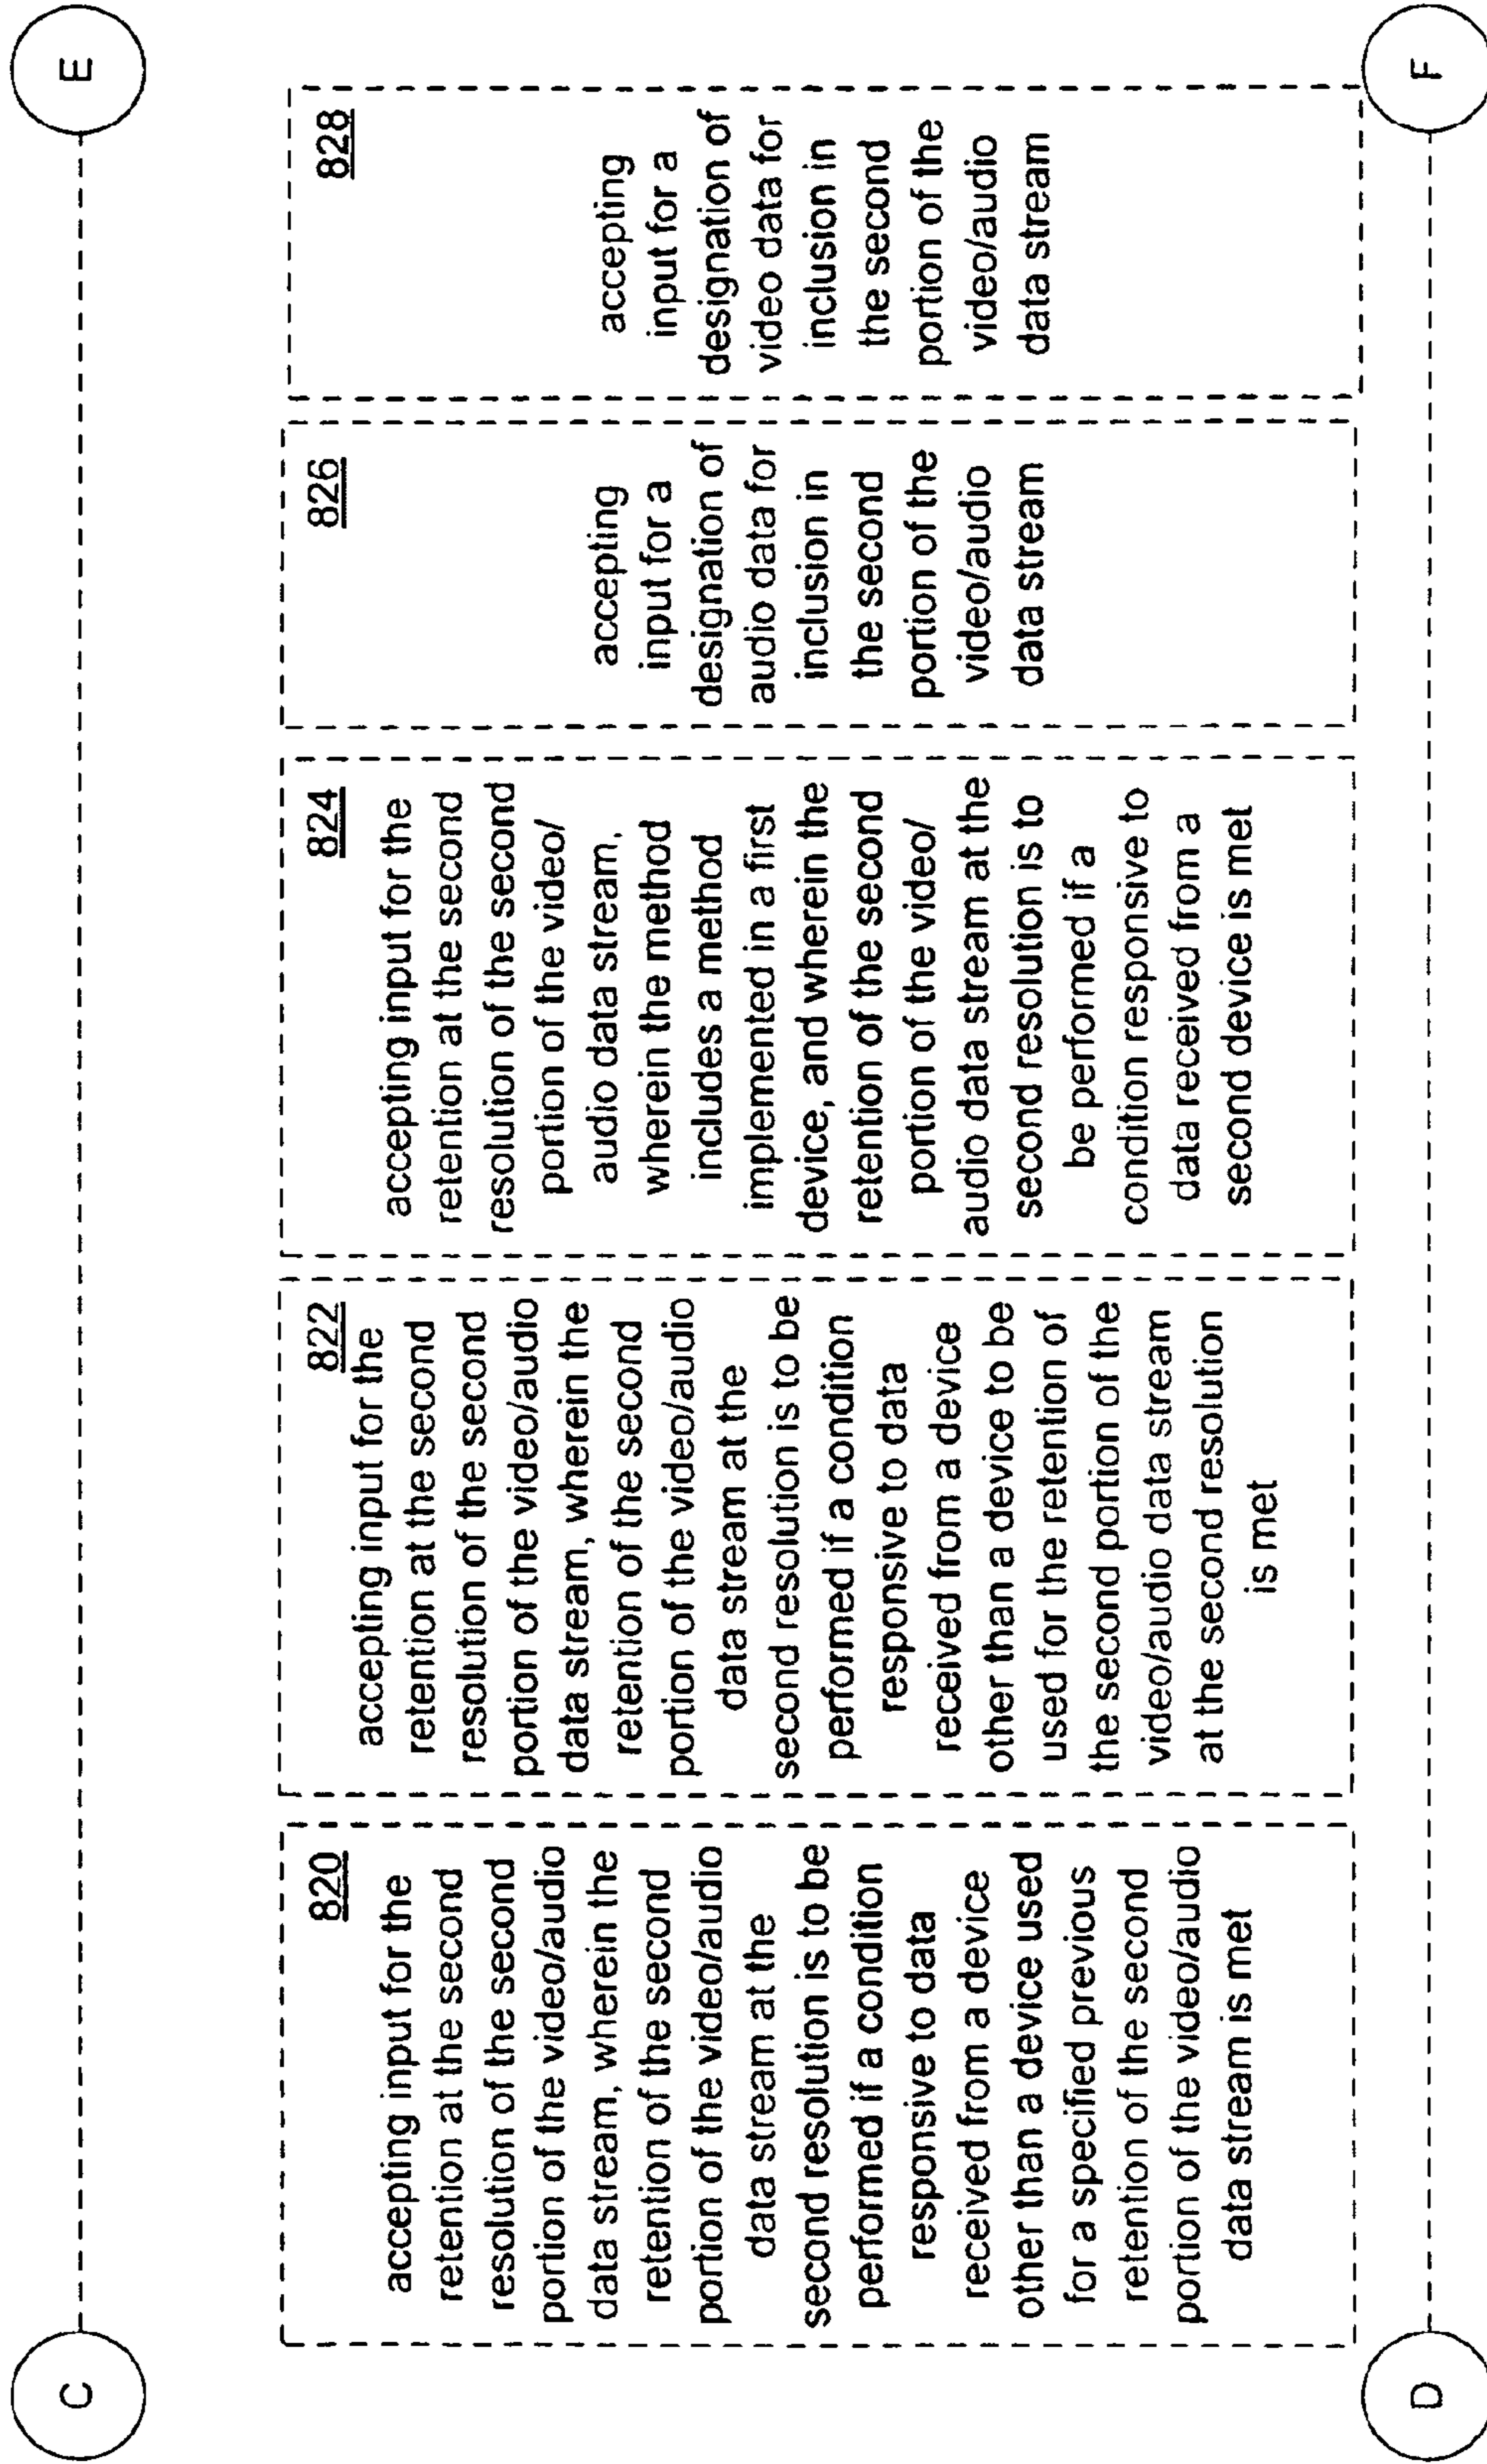 C
E
820
accepting input for the
retention at the second
resolution of the second
portion of the video/audio
data stream, wherein the
retention of the second
portion of the video/audio
data stream at the
second resolution is to be
performed if a condition
responsive to data
received from a device
other than a device used
for a specified previous
retention of the second
portion of the video/audio
data stream is met
822
accepting input for the
retention at the second
resolution of the second
portion of the video/audio
data stream, wherein the
retention of the second
portion of the video/audio
data stream at the
second resolution is to be
performed if a condition
responsive to data
received from a device
other than a device to be
used for the retention of
the second portion of the
video/audio data stream
at the second resolution
is met
824
accepting input for the
retention at the second
resolution of the second
portion of the video/
audio data stream,
wherein the method
includes a method
implemented in a first
device, and wherein the
retention of the second
portion of the video/
audio data stream at the
second resolution is to
be performed if a
condition responsive to
data received from a
second device is met
826
accepting
input for a
designation of
audio data for
inclusion in
the second
portion of the
video/audio
data stream
828
accepting
input for a
designation of
video data for
inclusion in
the second
portion of the
video/audio
data stream
D
F